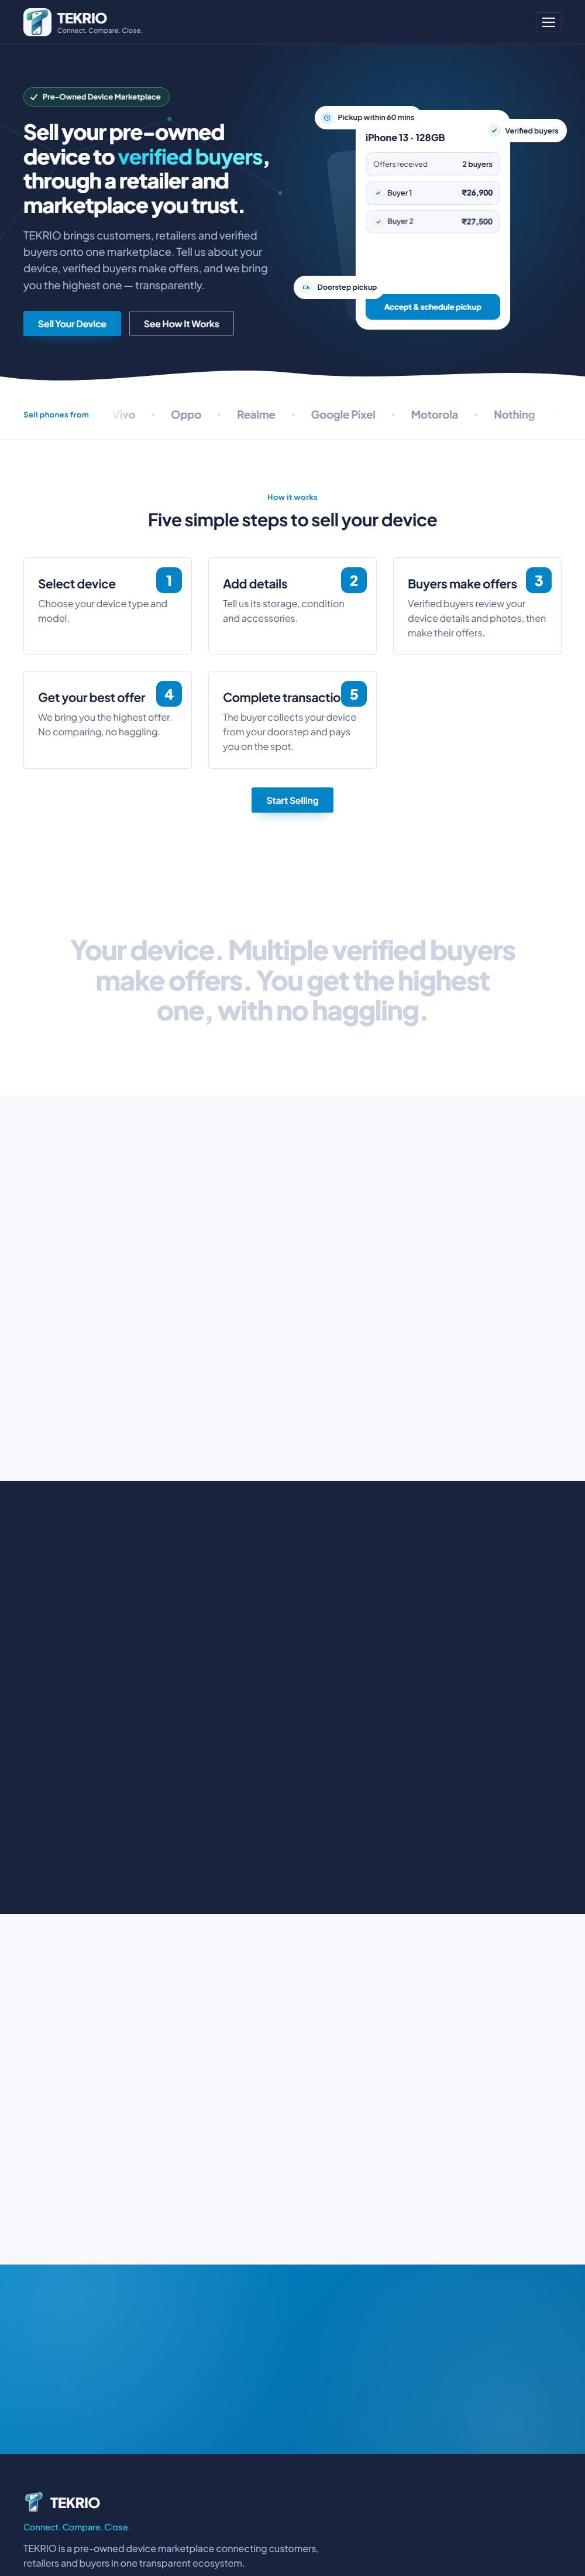 TEKRIO
Connect. Compare. Close.
Pre-Owned Device Marketplace
Sell your pre-owned
device to verified buyers,
through a retailer and
marketplace you trust.
TEKRIO brings customers, retailers and verified
buyers onto one marketplace. Tell us about your
device, verified buyers make offers, and we bring
you the highest one — transparently.
Sell Your Device
See How It Works
Pickup within 60 mins
Verified buyers
iPhone 13 · 128GB
Offers received 2 buyers
Buyer 1 ₹26,900
Buyer 2 ₹27,500
Doorstep pickup
Accept & schedule pickup
Sell phones from
Vivo • Oppo • Realme • Google Pixel • Motorola • Nothing
How it works
Five simple steps to sell your device
1
Select device
Choose your device type and
model.
2
Add details
Tell us its storage, condition
and accessories.
3
Buyers make offers
Verified buyers review your
device details and photos, then
make their offers.
4
Get your best offer
We bring you the highest offer.
No comparing, no haggling.
5
Complete transactio
The buyer collects your device
from your doorstep and pays
you on the spot.
Start Selling
Your device. Multiple verified buyers
make offers. You get the highest
one, with no haggling.
TEKRIO
Connect. Compare. Close.
TEKRIO is a pre-owned device marketplace connecting customers,
retailers and buyers in one transparent ecosystem.